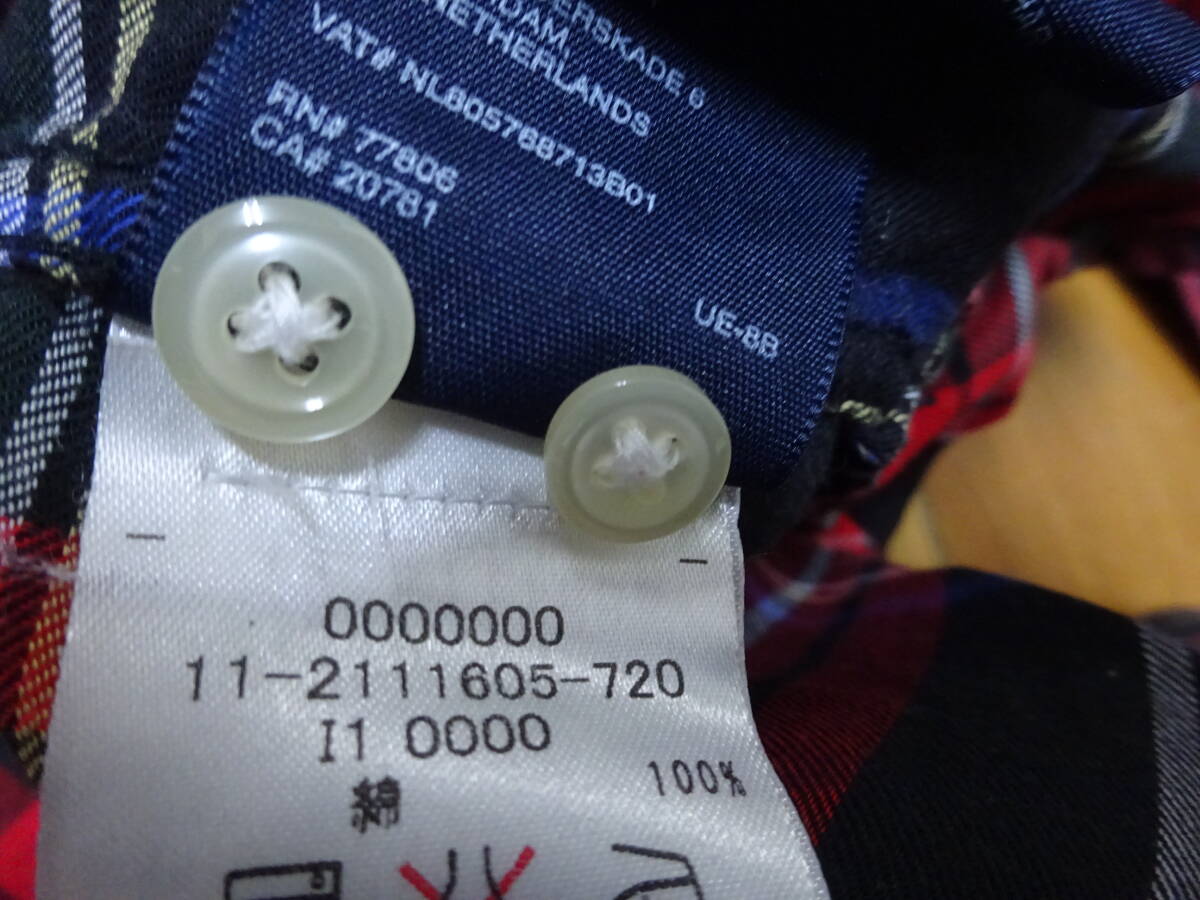 ERSKADE 6
DAM,
NETHERLANDS
VAT# NL805768713B01
RN# 77806
CA# 20781
UE-8B
0000000
11-2111605-720
I1 0000
綿 100%